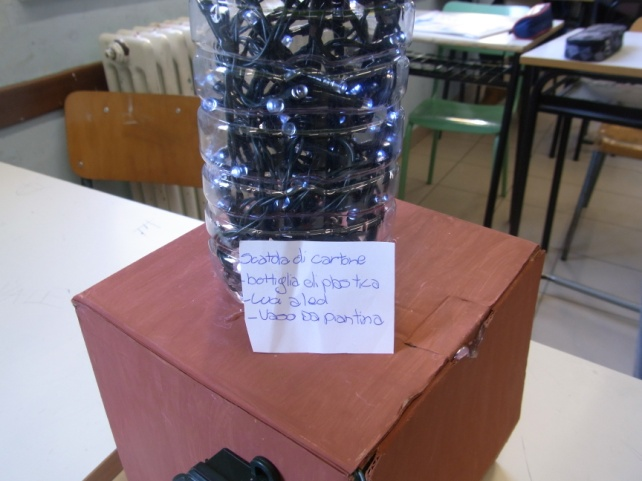 scatola di cartone
-bottiglia di plastica
-Luci a led
-Vaso da piantina